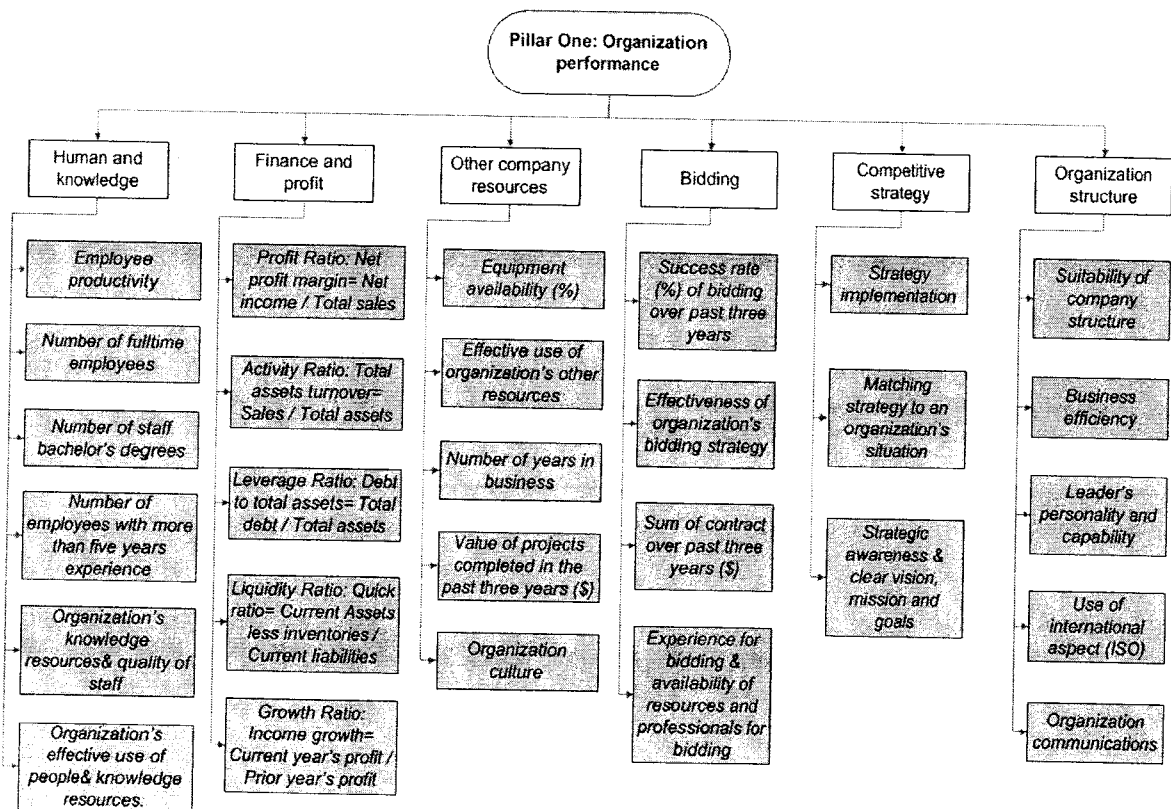 Pillar One: Organization
performance
Human and
knowledge
Employee
productivity
Number of fulltime
employees
Number of staff
bachelor's degrees
Number of
employees with more
than five years
experience
Organization's
knowledge
resources& quality of
staff
Organization's
effective use of
people& knowledge
resources.
Finance and
profit
Profit Ratio: Net
profit margin= Net
income / Total sales
Activity Ratio: Total
assets turnover=
Sales / Total assets
Leverage Ratio: Debt
to total assets= Total
debt / Total assets
Liquidity Ratio: Quick
ratio= Current Assets
less inventories /
Current liabilities
Growth Ratio:
Income growth=
Current year's profit /
Prior year's profit
Other company
resources
Equipment
availability (%)
Effective use of
organization's other
resources
Number of years in
business
Value of projects
completed in the
past three years ($)
Organization
culture
Bidding
Success rate
(%) of bidding
over past three
years
Effectiveness of
organization's
bidding strategy
Sum of contract
over past three
years ($)
Experience for
bidding &
availability of
resources and
professionals for
bidding
Competitive
strategy
Strategy
implementation
Matching
strategy to an
organization's
situation
Strategic
awareness &
clear vision,
mission and
goals
Organization
structure
Suitability of
company
structure
Business
efficiency
Leader's
personality and
capability
Use of
international
aspect (ISO)
Organization
communications